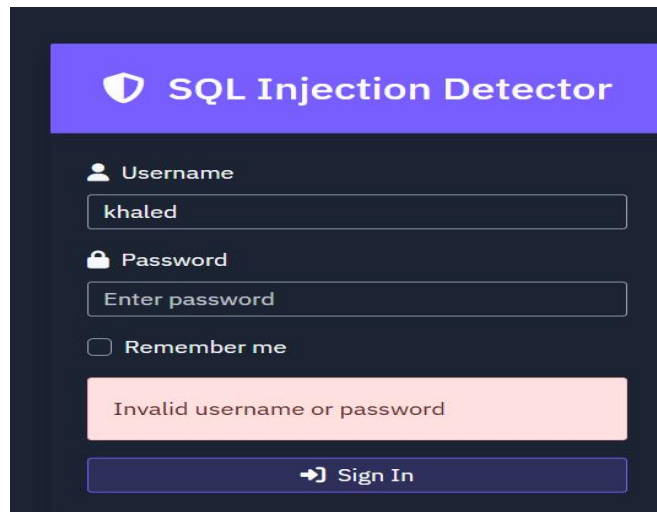 SQL Injection Detector
Username
khaled
Password
Enter password
Remember me
Invalid username or password
Sign In